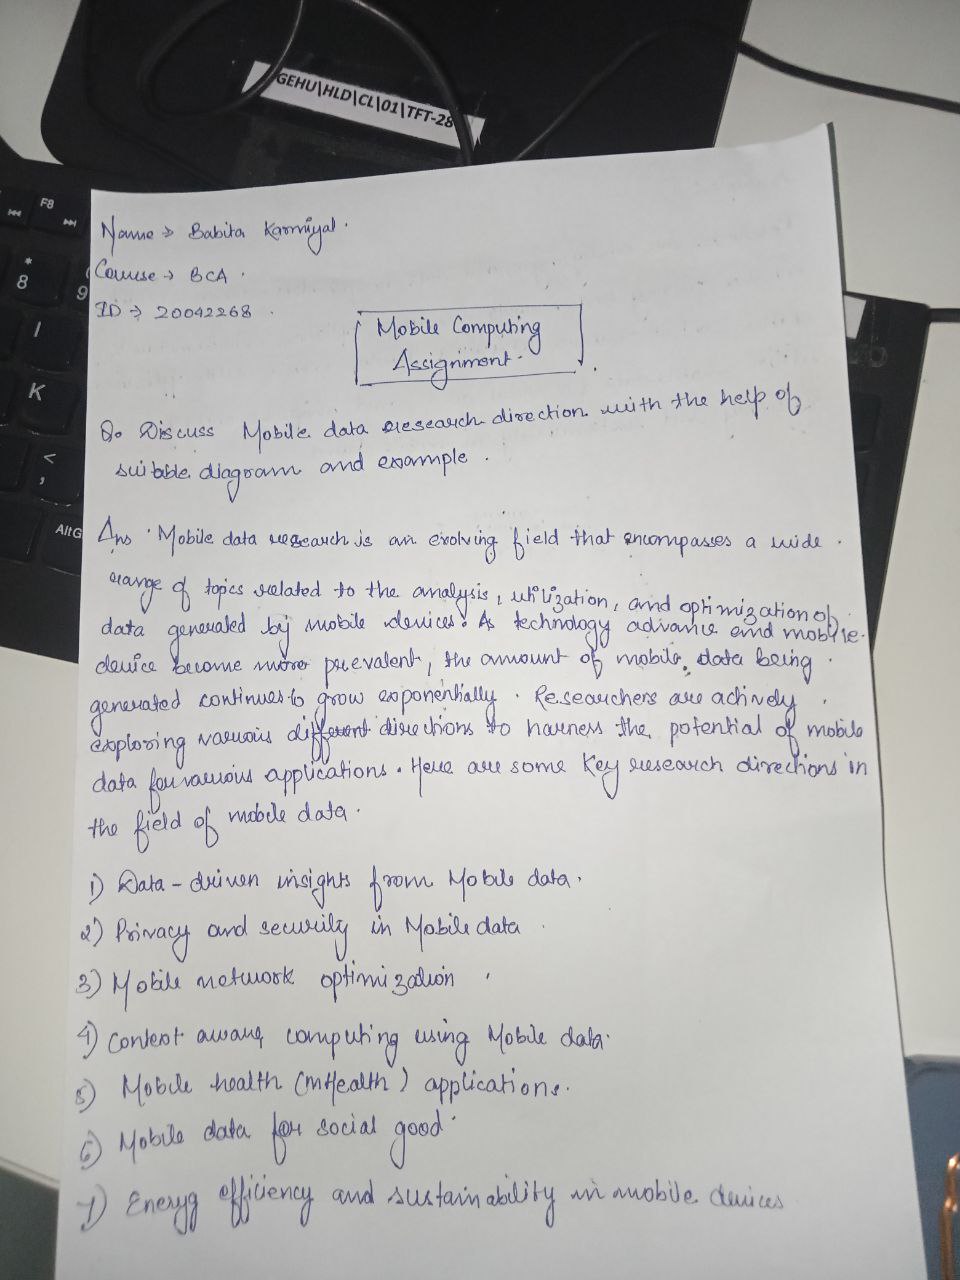 GEHU\HLD\CL\01\TFT-28
F8
*
8
9
/
K
<
,
AltG
Name → Babita Karmiyal.
Course → BCA.
ID → 20042268.
Mobile Computing
Assignment.
Q. Discuss Mobile data research direction with the help of
suitable diagram and example.
Ans Mobile data research is an evolving field that encompasses a wide
range of topics related to the analysis, utilization, and optimization of
data generated by mobile devices. As technology advance and mobile
device become more prevalent, the amount of mobile data being
generated continues to grow exponentially. Researchers are actively
exploring various different directions to harness the potential of mobile
data for various applications. Here are some key research directions in
the field of mobile data.
1) Data-driven insights from Mobile data.
2) Privacy and security in Mobile data
3) Mobile network optimization
4) Context aware computing using Mobile data.
5) Mobile health (mHealth) applications.
6) Mobile data for social good.
7) Energy efficiency and sustainability in mobile devices